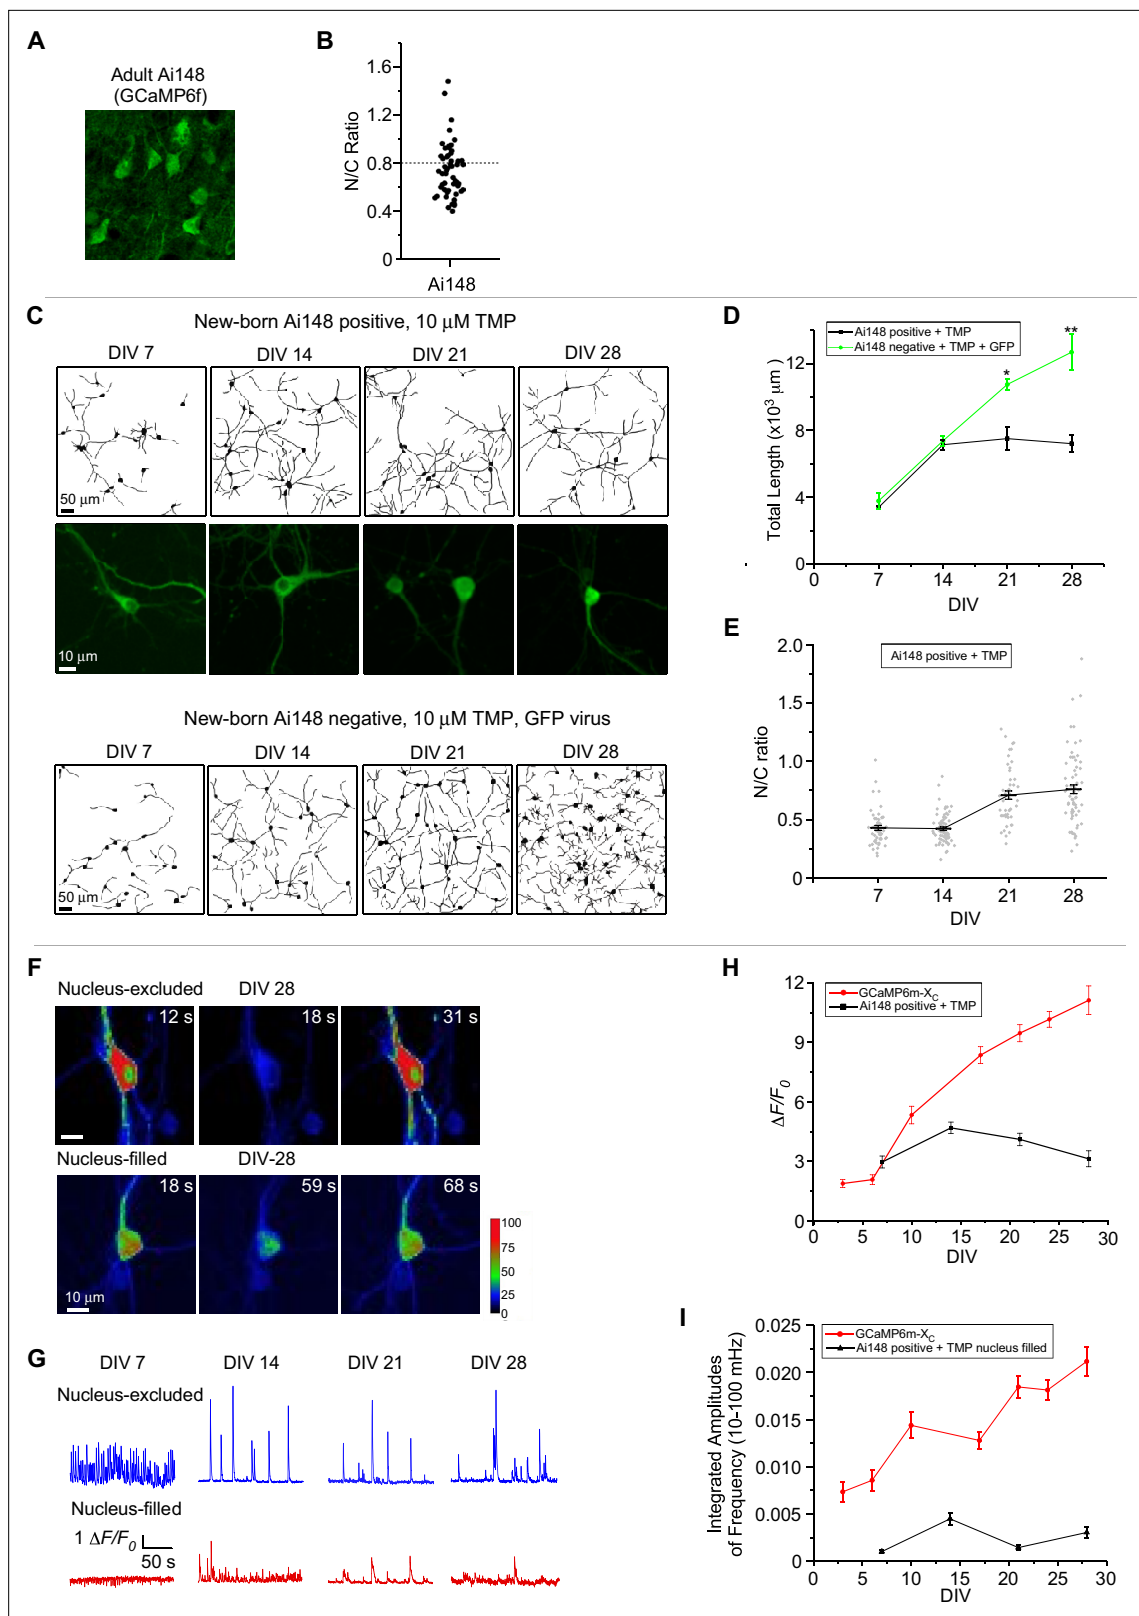 A
Adult Ai148
(GCaMP6f)
B
N/C Ratio
1.6
1.2
0.8
0.4
0
Ai148
C
New-born Ai148 positive, 10 μM TMP
DIV 7 DIV 14 DIV 21 DIV 28
50 μm
10 μm
New-born Ai148 negative, 10 μM TMP, GFP virus
DIV 7 DIV 14 DIV 21 DIV 28
50 μm
D
Ai148 positive + TMP
Ai148 negative + TMP + GFP
* **
Total Length (x10³ μm)
12
8
4
0
0 7 14 21 28
DIV
E
Ai148 positive + TMP
N/C ratio
2.0
1.5
1.0
0.5
0
7 14 21 28
DIV
F
Nucleus-excluded DIV 28
12 s 18 s 31 s
Nucleus-filled DIV-28
18 s 59 s 68 s
10 μm
100
75
50
25
0
G
DIV 7 DIV 14 DIV 21 DIV 28
Nucleus-excluded
Nucleus-filled
1 ΔF/F₀
50 s
H
GCaMP6m-X_C
Ai148 positive + TMP
ΔF/F₀
12
9
6
3
0
0 5 10 15 20 25 30
DIV
I
GCaMP6m-X_C
Ai148 positive + TMP nucleus filled
Integrated Amplitudes
of Frequency (10-100 mHz)
0.025
0.020
0.015
0.010
0.005
0
0 5 10 15 20 25 30
DIV